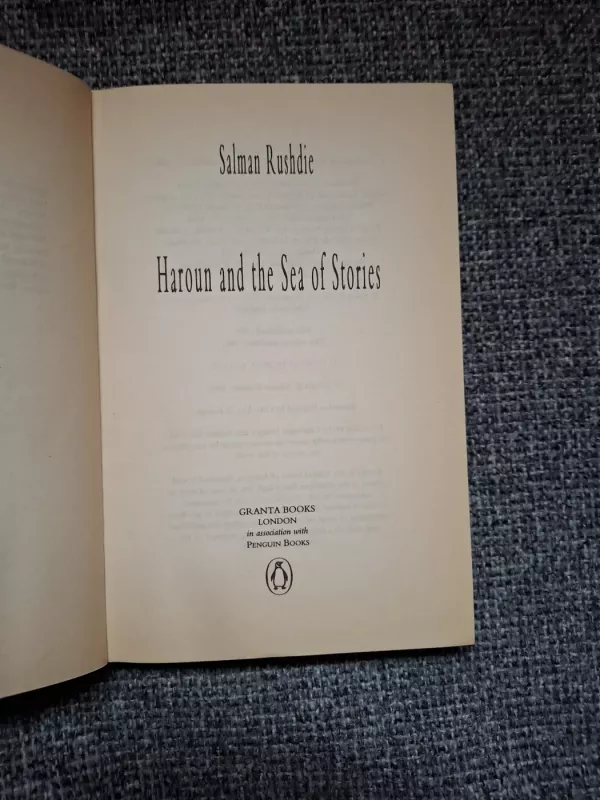 Salman Rushdie
Haroun and the Sea of Stories
GRANTA BOOKS
LONDON
in association with
PENGUIN BOOKS